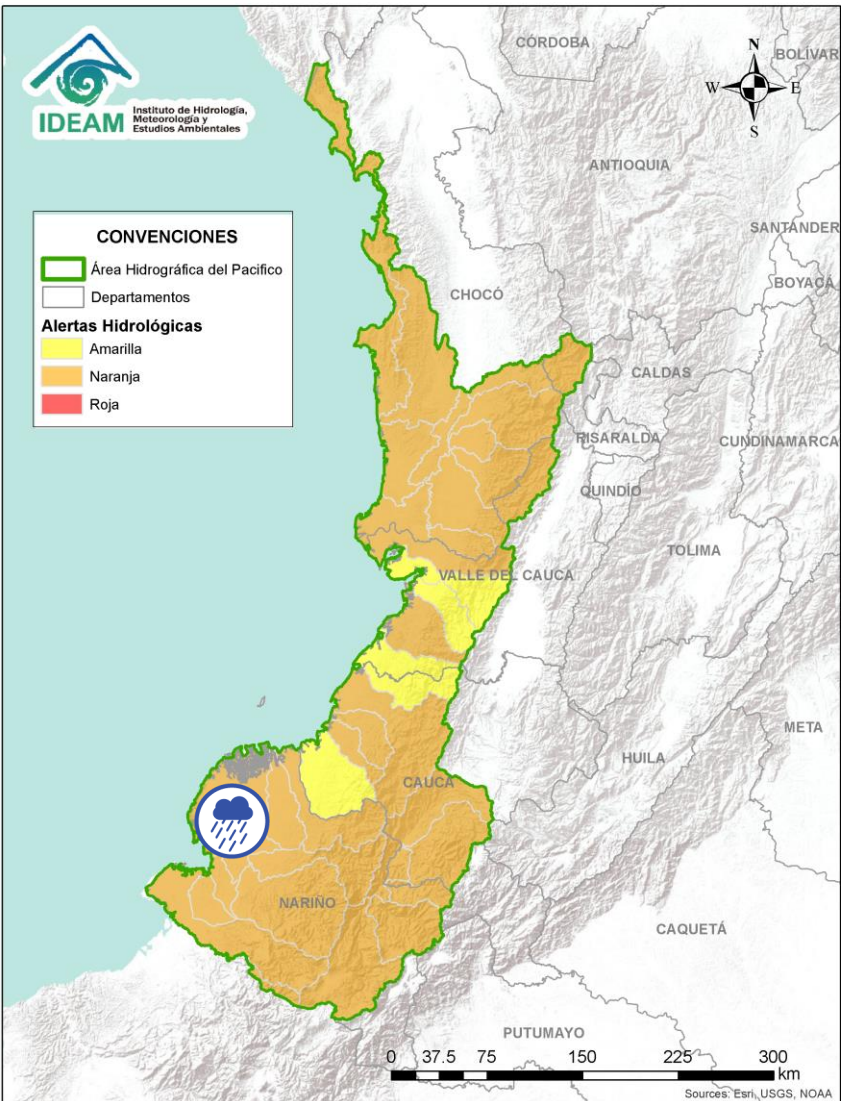 IDEAM
Instituto de Hidrología,
Meteorología y
Estudios Ambientales
CÓRDOBA
N
BOLIVAR
W
E
S
ANTIOQUIA
SANTANDER
CONVENCIONES
Área Hidrográfica del Pacifico
Departamentos
Alertas Hidrológicas
Amarilla
Naranja
Roja
BOYACÁ
CHOCÓ
CALDAS
RISARALDA
CUNDINAMARCA
QUINDÍO
TOLIMA
VALLE DEL CAUCA
META
HUILA
CAUCA
NARIÑO
CAQUETÁ
PUTUMAYO
0 37.5 75 150 225 300
km
Sources: Esri, USGS, NOAA